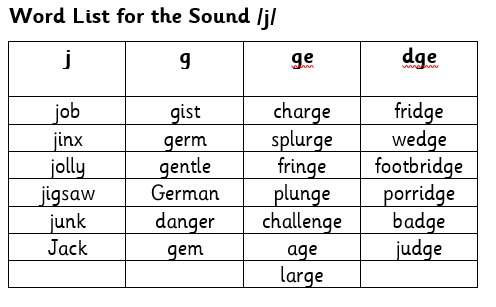 Word List for the Sound /j/
j g ge dge
job gist charge fridge
jinx germ splurge wedge
jolly gentle fringe footbridge
jigsaw German plunge porridge
junk danger challenge badge
Jack gem age judge
large